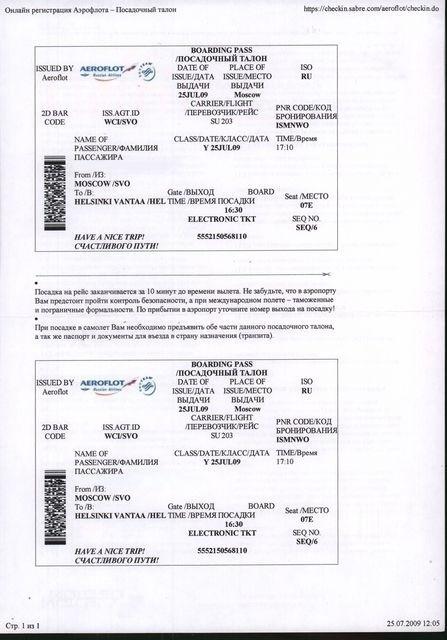 Онлайн регистрация Аэрофлота – Посадочный талон https://checkin.sabre.com/aeroflot/checkin.do
BOARDING PASS
/ПОСАДОЧНЫЙ ТАЛОН
ISSUED BY AEROFLOT DATE OF PLACE OF ISO
Aeroflot Russian Airlines ISSUE/ДАТА ISSUE/МЕСТО RU
ВЫДАЧИ ВЫДАЧИ
25JUL09 Moscow
CARRIER/FLIGHT PNR CODE/КОД
2D BAR ISS.AGT.ID /ПЕРЕВОЗЧИК/РЕЙС БРОНИРОВАНИЯ
CODE WCI/SVO SU 203 ISMNWO
NAME OF CLASS/DATE/КЛАСС/ДАТА TIME/Время
PASSENGER/ФАМИЛИЯ Y 25JUL09 17:10
ПАССАЖИРА
From /ИЗ:
MOSCOW /SVO
To /В: Gate /ВЫХОД BOARD Seat /МЕСТО
HELSINKI VANTAA /HEL TIME /ВРЕМЯ ПОСАДКИ 07E
16:30
ELECTRONIC TKT SEQ NO.
SEQ/6
HAVE A NICE TRIP! 5552150568110
СЧАСТЛИВОГО ПУТИ!
Посадка на рейс заканчивается за 10 минут до времени вылета. Не забудьте, что в аэропорту
Вам предстоит пройти контроль безопасности, а при международном полете – таможенные
и пограничные формальности. По прибытии в аэропорт уточните номер выхода на посадку!
При посадке в самолет Вам необходимо предъявить обе части данного посадочного талона,
а так же паспорт и документы для въезда в страну назначения (транзита).
BOARDING PASS
/ПОСАДОЧНЫЙ ТАЛОН
ISSUED BY AEROFLOT DATE OF PLACE OF ISO
Aeroflot Russian Airlines ISSUE/ДАТА ISSUE/МЕСТО RU
ВЫДАЧИ ВЫДАЧИ
25JUL09 Moscow
CARRIER/FLIGHT PNR CODE/КОД
2D BAR ISS.AGT.ID /ПЕРЕВОЗЧИК/РЕЙС БРОНИРОВАНИЯ
CODE WCI/SVO SU 203 ISMNWO
NAME OF CLASS/DATE/КЛАСС/ДАТА TIME/Время
PASSENGER/ФАМИЛИЯ Y 25JUL09 17:10
ПАССАЖИРА
From /ИЗ:
MOSCOW /SVO
To /В: Gate /ВЫХОД BOARD Seat /МЕСТО
HELSINKI VANTAA /HEL TIME /ВРЕМЯ ПОСАДКИ 07E
16:30
ELECTRONIC TKT SEQ NO.
SEQ/6
HAVE A NICE TRIP! 5552150568110
СЧАСТЛИВОГО ПУТИ!
Стр. 1 из 1 25.07.2009 12:05